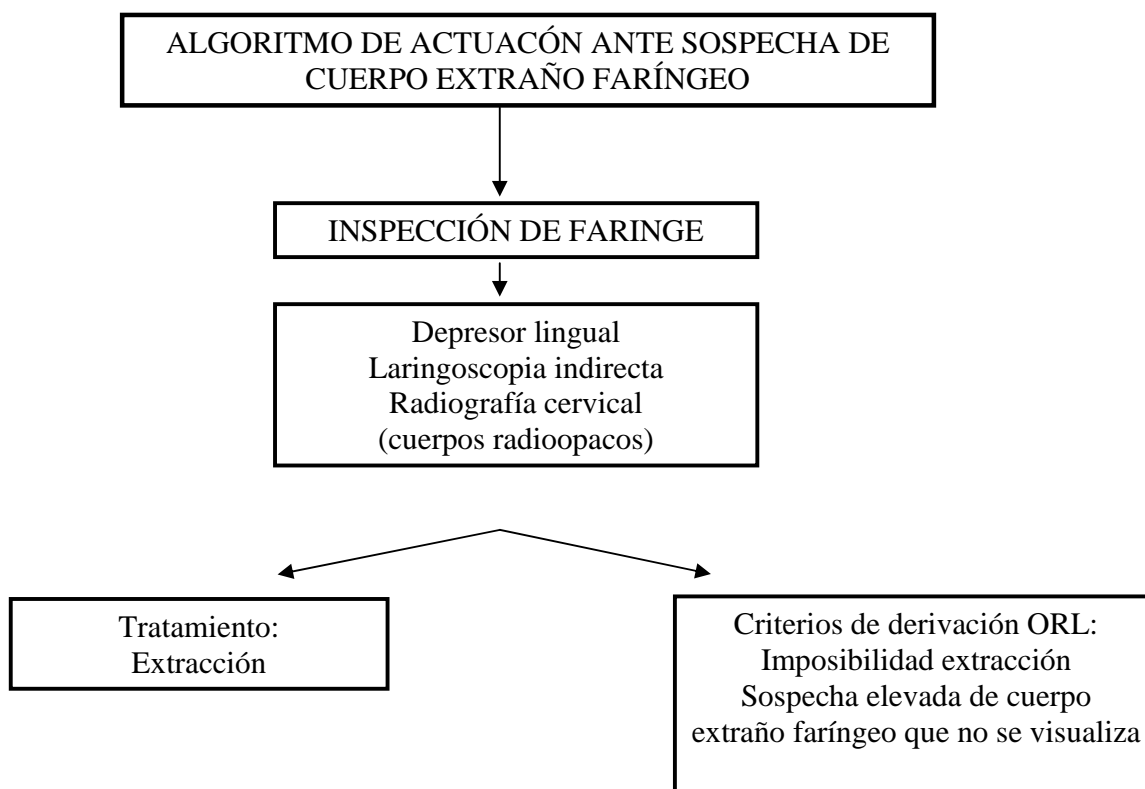 ALGORITMO DE ACTUACÓN ANTE SOSPECHA DE
CUERPO EXTRAÑO FARÍNGEO
INSPECCIÓN DE FARINGE
Depresor lingual
Laringoscopia indirecta
Radiografía cervical
(cuerpos radioopacos)
Tratamiento:
Extracción
Criterios de derivación ORL:
Imposibilidad extracción
Sospecha elevada de cuerpo
extraño faríngeo que no se visualiza